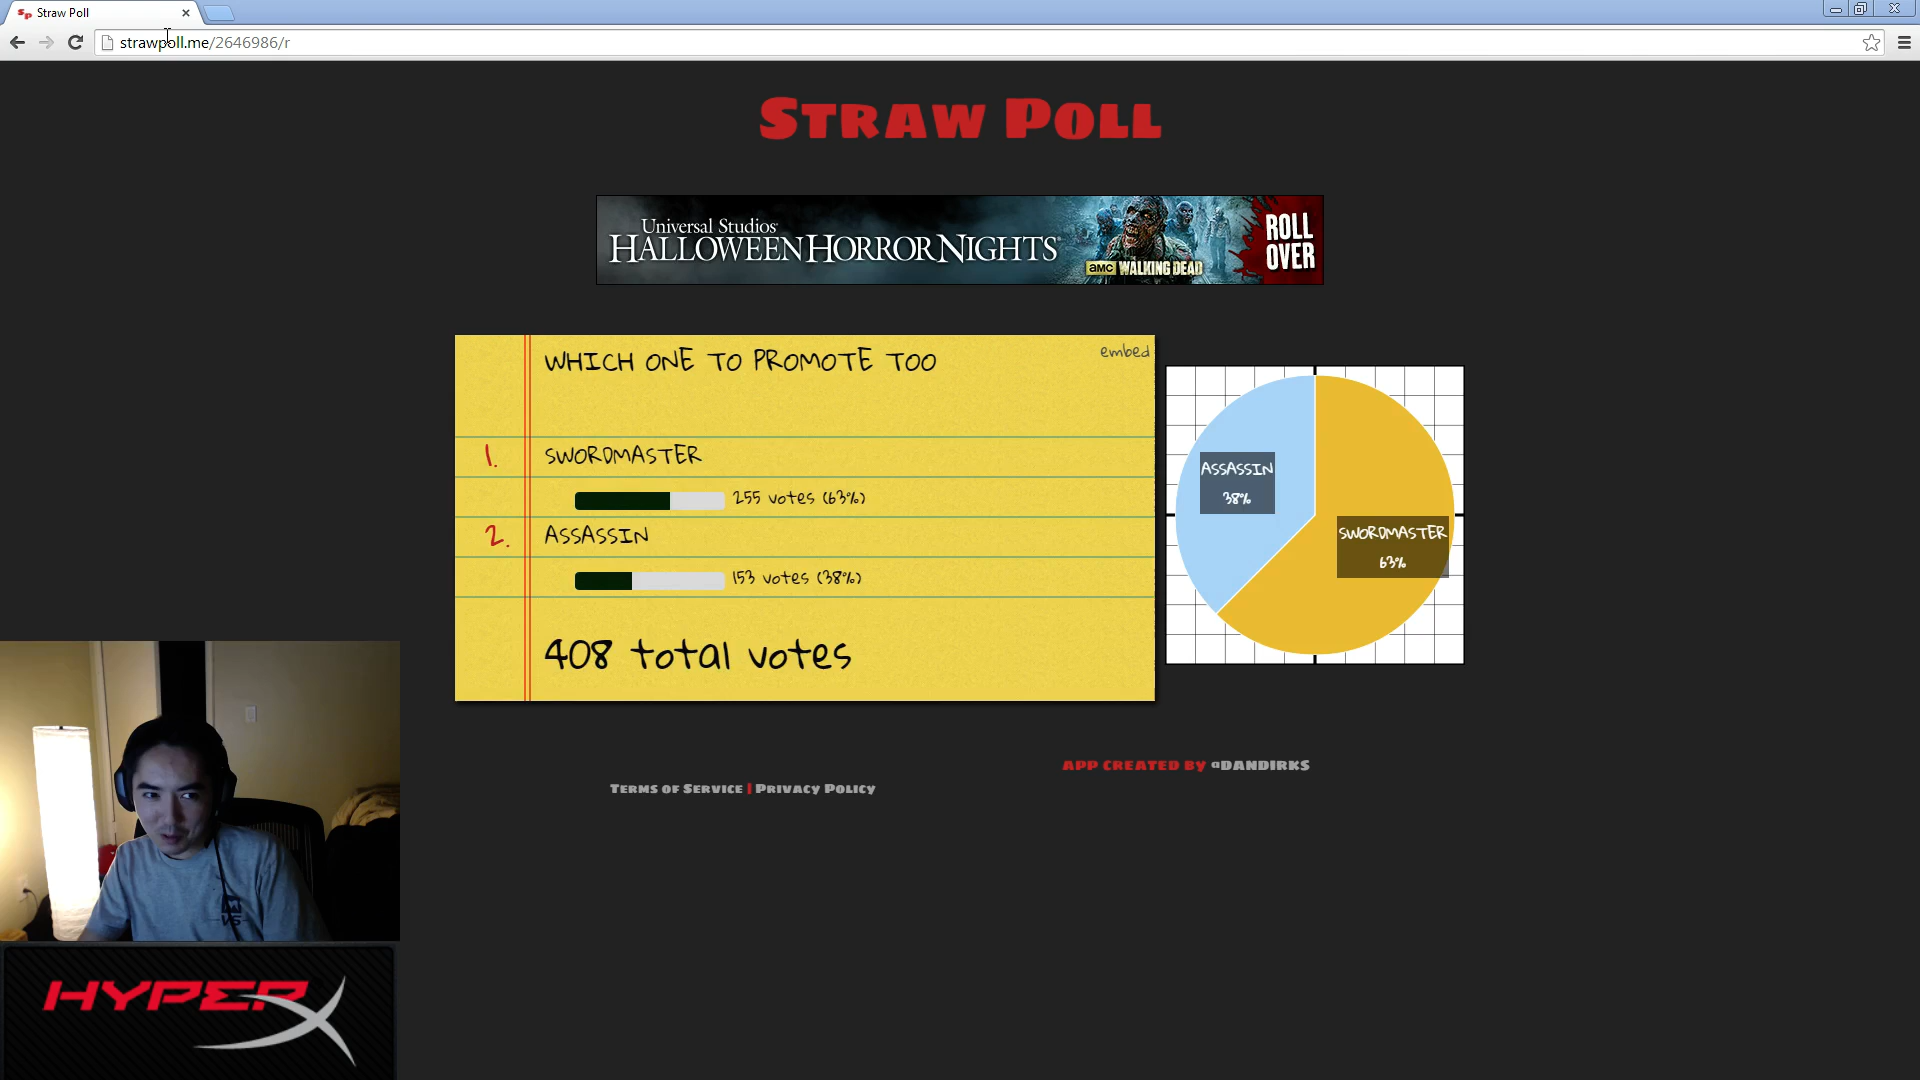 Straw Poll
strawpoll.me/2646986/r
STRAW POLL
Universal Studios
HALLOWEEN HORROR NIGHTS
amc WALKING DEAD
ROLL
OVER
WHICH ONE TO PROMOTE TOO
embed
1. SWORDMASTER
255 votes (63%)
2. ASSASSIN
153 votes (38%)
408 total votes
ASSASSIN
38%
SWORDMASTER
63%
APP CREATED BY @DANDIRKS
TERMS OF SERVICE | PRIVACY POLICY
HYPERX